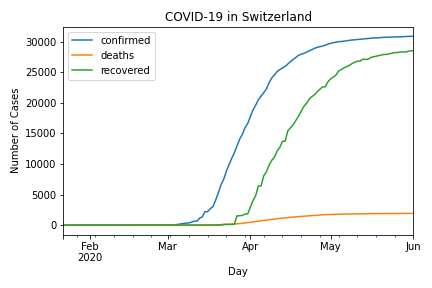 COVID-19 in Switzerland
confirmed
deaths
recovered
Number of Cases
30000
25000
20000
15000
10000
5000
0
Feb
2020
Mar
Apr
May
Jun
Day